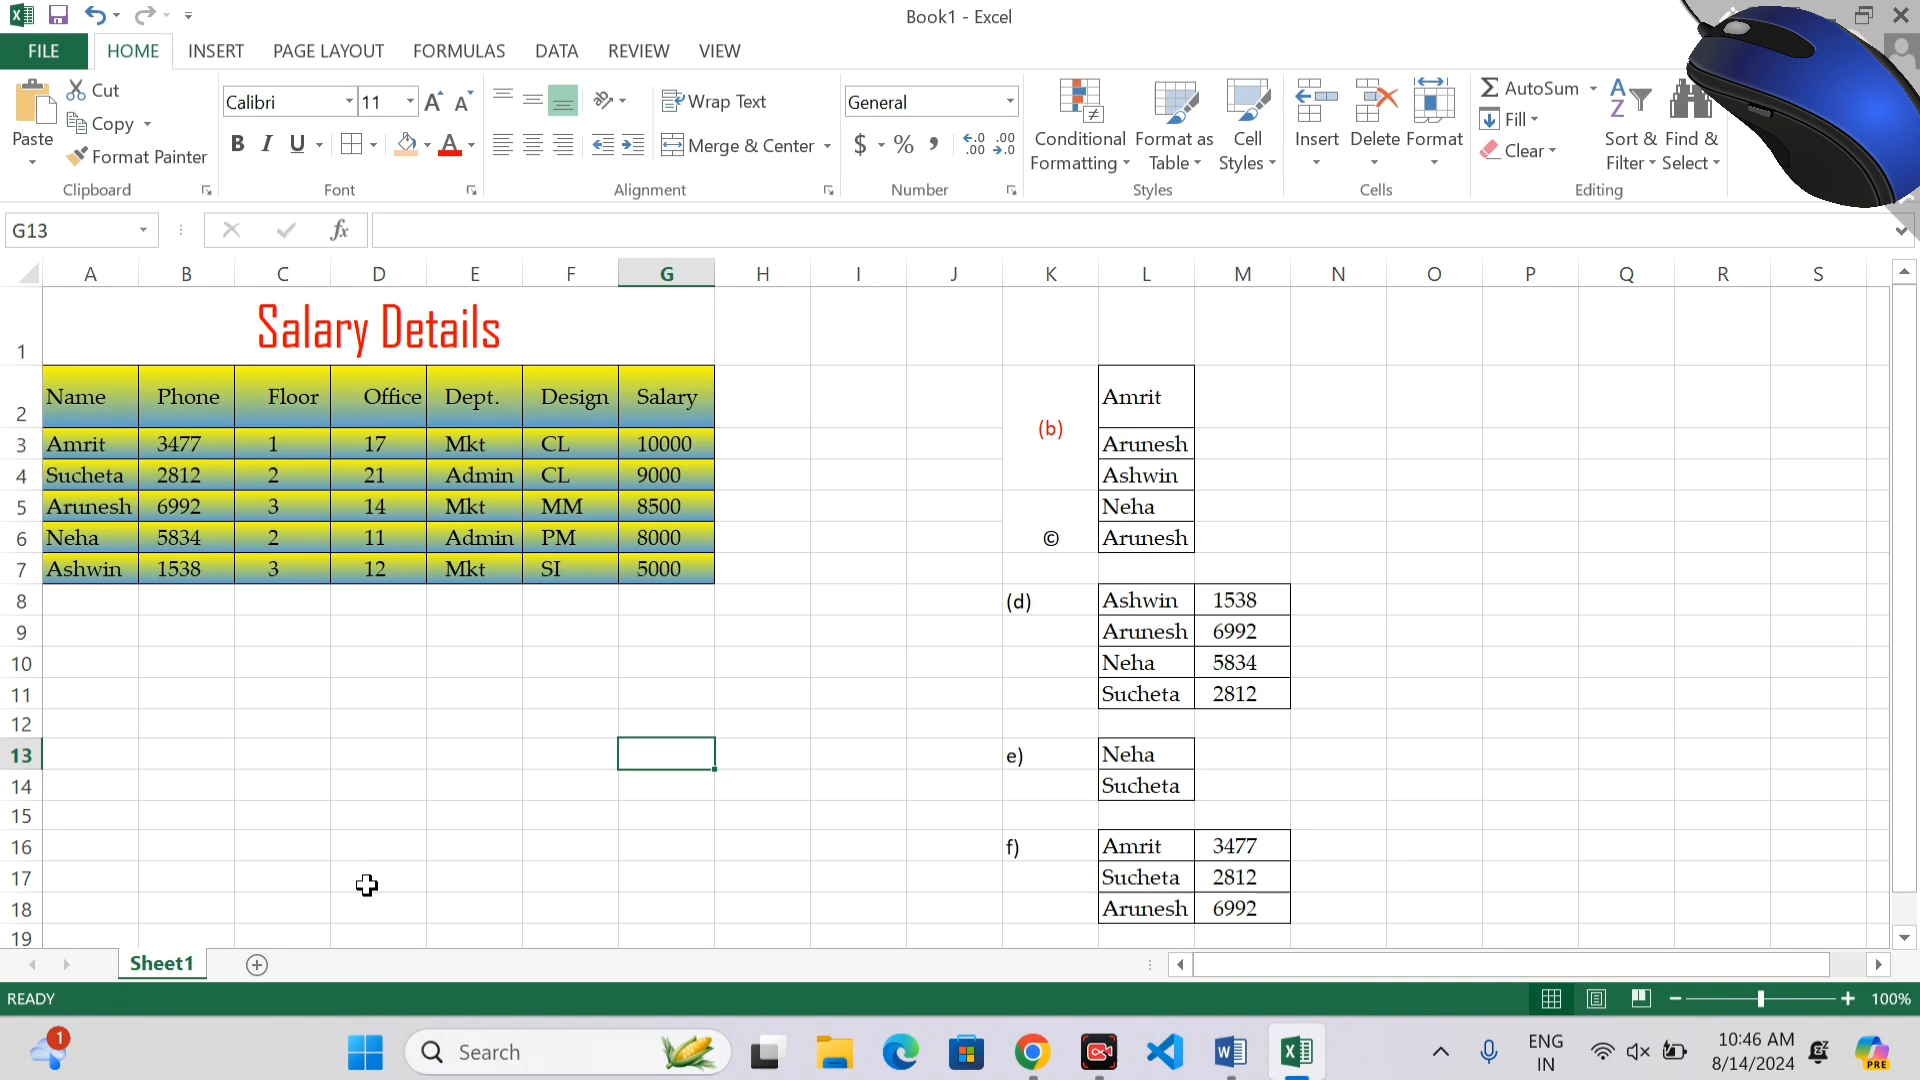 Book1 - Excel
FILE HOME INSERT PAGE LAYOUT FORMULAS DATA REVIEW VIEW
Paste
Cut
Copy
Format Painter
Clipboard
Calibri 11
B I U
Font
Wrap Text
Merge & Center
Alignment
General
$ % ,
Number
Conditional Formatting
Format as Table
Cell Styles
Styles
Insert Delete Format
Cells
AutoSum
Fill
Clear
Sort & Filter
Find & Select
Editing
G13
fx
A B C D E F G H I J K L M N O P Q R S
1 Salary Details
2 Name Phone Floor Office Dept. Design Salary Amrit
(b)
3 Amrit 3477 1 17 Mkt CL 10000 Arunesh
4 Sucheta 2812 2 21 Admin CL 9000 Ashwin
5 Arunesh 6992 3 14 Mkt MM 8500 Neha
6 Neha 5834 2 11 Admin PM 8000 © Arunesh
7 Ashwin 1538 3 12 Mkt SI 5000
8 (d) Ashwin 1538
9 Arunesh 6992
10 Neha 5834
11 Sucheta 2812
12
13 e) Neha
14 Sucheta
15
16 f) Amrit 3477
17 Sucheta 2812
18 Arunesh 6992
19
Sheet1
READY 100%
1
Search
ENG
IN
10:46 AM
8/14/2024
PRE